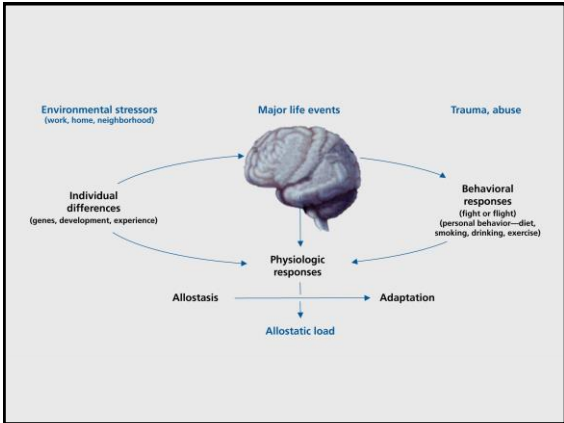 Environmental stressors
(work, home, neighborhood)
Major life events
Trauma, abuse
Individual
differences
(genes, development, experience)
Behavioral
responses
(fight or flight)
(personal behavior—diet,
smoking, drinking, exercise)
Physiologic
responses
Allostasis
Adaptation
Allostatic load